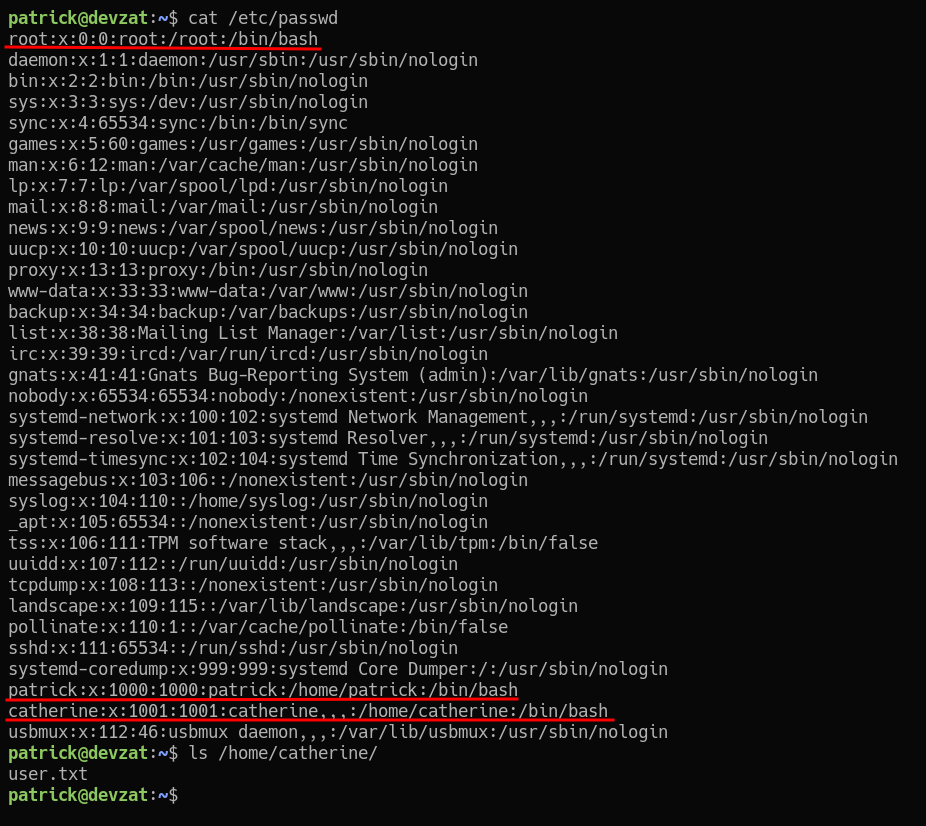 patrick@devzat:~$ cat /etc/passwd
root:x:0:0:root:/root:/bin/bash
daemon:x:1:1:daemon:/usr/sbin:/usr/sbin/nologin
bin:x:2:2:bin:/bin:/usr/sbin/nologin
sys:x:3:3:sys:/dev:/usr/sbin/nologin
sync:x:4:65534:sync:/bin:/bin/sync
games:x:5:60:games:/usr/games:/usr/sbin/nologin
man:x:6:12:man:/var/cache/man:/usr/sbin/nologin
lp:x:7:7:lp:/var/spool/lpd:/usr/sbin/nologin
mail:x:8:8:mail:/var/mail:/usr/sbin/nologin
news:x:9:9:news:/var/spool/news:/usr/sbin/nologin
uucp:x:10:10:uucp:/var/spool/uucp:/usr/sbin/nologin
proxy:x:13:13:proxy:/bin:/usr/sbin/nologin
www-data:x:33:33:www-data:/var/www:/usr/sbin/nologin
backup:x:34:34:backup:/var/backups:/usr/sbin/nologin
list:x:38:38:Mailing List Manager:/var/list:/usr/sbin/nologin
irc:x:39:39:ircd:/var/run/ircd:/usr/sbin/nologin
gnats:x:41:41:Gnats Bug-Reporting System (admin):/var/lib/gnats:/usr/sbin/nologin
nobody:x:65534:65534:nobody:/nonexistent:/usr/sbin/nologin
systemd-network:x:100:102:systemd Network Management,,,:/run/systemd:/usr/sbin/nologin
systemd-resolve:x:101:103:systemd Resolver,,,:/run/systemd:/usr/sbin/nologin
systemd-timesync:x:102:104:systemd Time Synchronization,,,:/run/systemd:/usr/sbin/nologin
messagebus:x:103:106::/nonexistent:/usr/sbin/nologin
syslog:x:104:110::/home/syslog:/usr/sbin/nologin
_apt:x:105:65534::/nonexistent:/usr/sbin/nologin
tss:x:106:111:TPM software stack,,,:/var/lib/tpm:/bin/false
uuidd:x:107:112::/run/uuidd:/usr/sbin/nologin
tcpdump:x:108:113::/nonexistent:/usr/sbin/nologin
landscape:x:109:115::/var/lib/landscape:/usr/sbin/nologin
pollinate:x:110:1::/var/cache/pollinate:/bin/false
sshd:x:111:65534::/run/sshd:/usr/sbin/nologin
systemd-coredump:x:999:999:systemd Core Dumper:/:/usr/sbin/nologin
patrick:x:1000:1000:patrick:/home/patrick:/bin/bash
catherine:x:1001:1001:catherine,,,:/home/catherine:/bin/bash
usbmux:x:112:46:usbmux daemon,,,:/var/lib/usbmux:/usr/sbin/nologin
patrick@devzat:~$ ls /home/catherine/
user.txt
patrick@devzat:~$